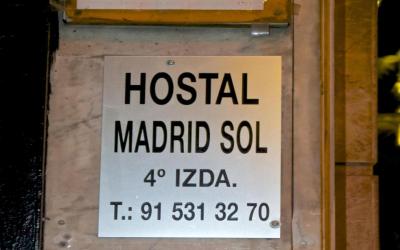 HOSTAL
MADRID SOL
4º IZDA.
T.: 91 531 32 70